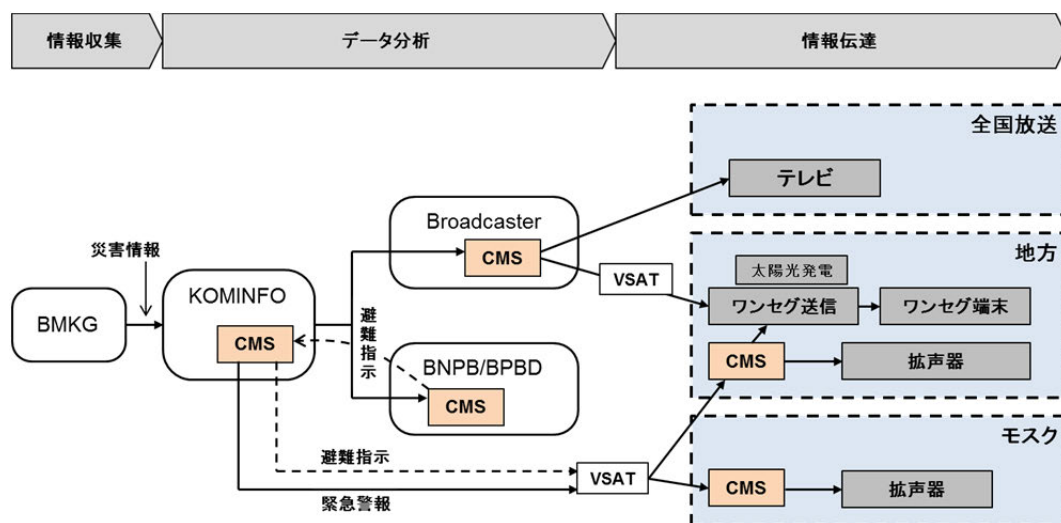 情報収集
データ分析
情報伝達
全国放送
テレビ
Broadcaster
CMS
災害情報
地方
VSAT
太陽光発電
ワンセグ送信
ワンセグ端末
KOMINFO
BMKG
CMS
避難指示
BNPB/BPBD
CMS
CMS
拡声器
モスク
避難指示
VSAT
CMS
拡声器
緊急警報